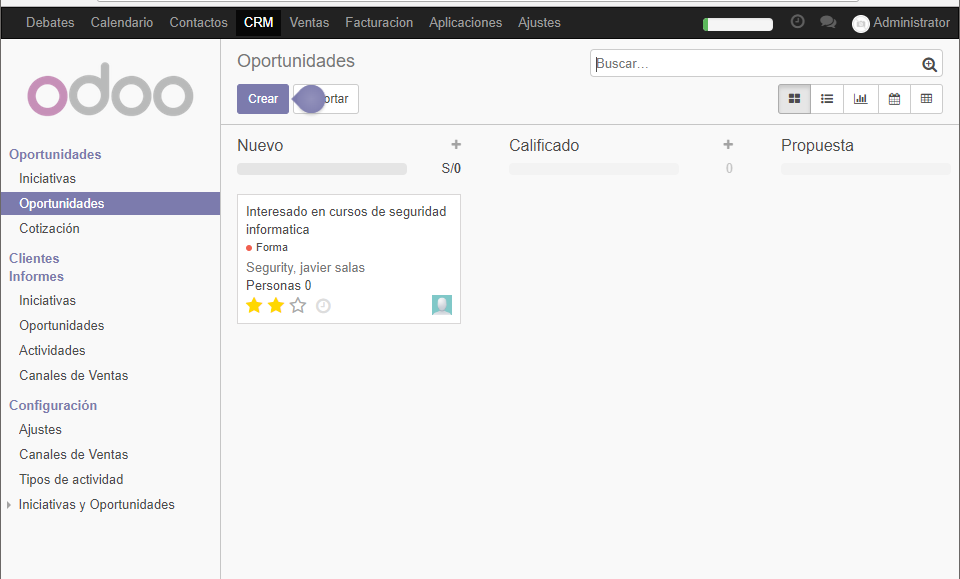 Debates Calendario Contactos CRM Ventas Facturacion Aplicaciones Ajustes Administrator
odoo
Oportunidades
Iniciativas
Oportunidades
Cotización
Clientes
Informes
Iniciativas
Oportunidades
Actividades
Canales de Ventas
Configuración
Ajustes
Canales de Ventas
Tipos de actividad
Iniciativas y Oportunidades
Oportunidades
Buscar...
Crear
Nuevo +
S/0
Interesado en cursos de seguridad
informatica
Forma
Segurity, javier salas
Personas 0
Calificado +
0
Propuesta